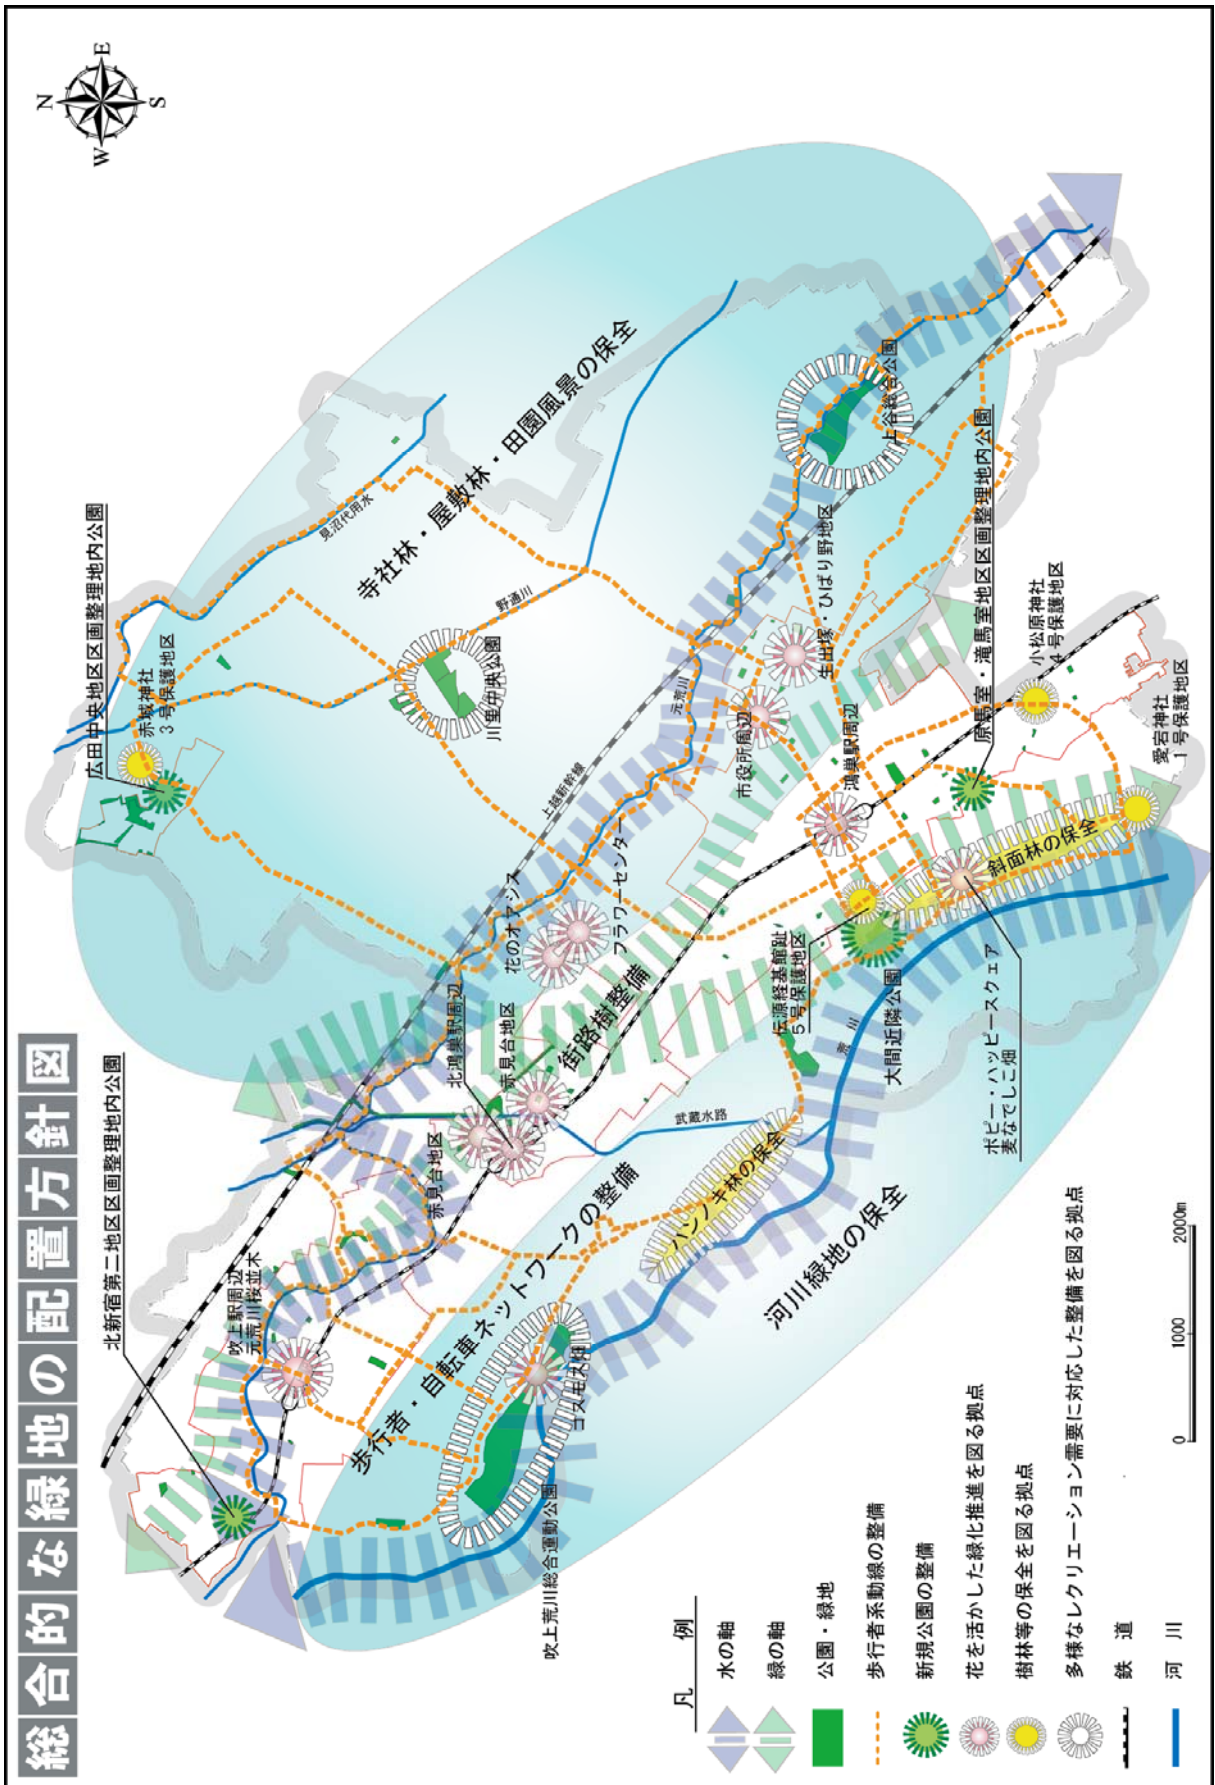 総合的な緑地の配置方針図
N
E
S
W
北新宿第二地区区画整理地内公園
広田中央地区区画整理地内公園
赤城神社
3号保護地区
見沼代用水
寺社林・屋敷林・田園風景の保全
野通川
川里中央公園
上越新幹線
元荒川
吹上駅周辺
元荒川桜並木
赤見台地区
北鴻巣駅周辺
赤見台地区
花のオアシス
フラワーセンター
市役所周辺
生出塚・ひばり野地区
上谷総合公園
街路樹整備
鴻巣駅周辺
原馬室・滝馬室地区区画整理地内公園
小松原神社
4号保護地区
愛宕神社
1号保護地区
歩行者・自転車ネットワークの整備
武蔵水路
伝源経基館趾
5号保護地区
大間近隣公園
荒川
斜面林の保全
ポピー・ハッピースクェア
麦なでしこ畑
ハンノキ林の保全
河川緑地の保全
コスモス畑
吹上荒川総合運動公園
凡例
水の軸
緑の軸
公園・緑地
歩行者系動線の整備
新規公園の整備
花を活かした緑化推進を図る拠点
樹林等の保全を図る拠点
多様なレクリエーション需要に対応した整備を図る拠点
鉄道
河川
0
1000
2000m